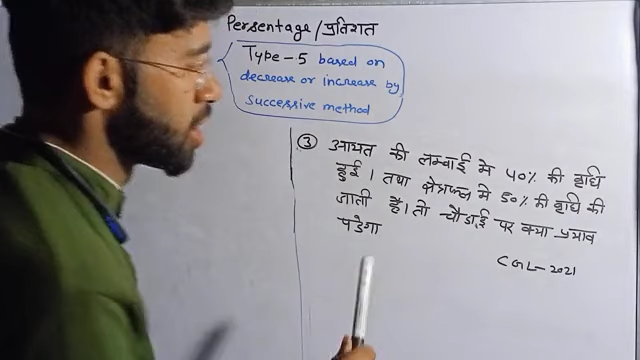 Persentage/प्रतिशत
Type-5 based on
decrease or increase by
Successive method
③ आयत की लम्बाई मे 40% की वृधि
हुई। तथा क्षेत्रफल मे 50% की वृधि की
जाती है। तो चौडाई पर क्या प्रभाव
पडेगा
CGL-2021